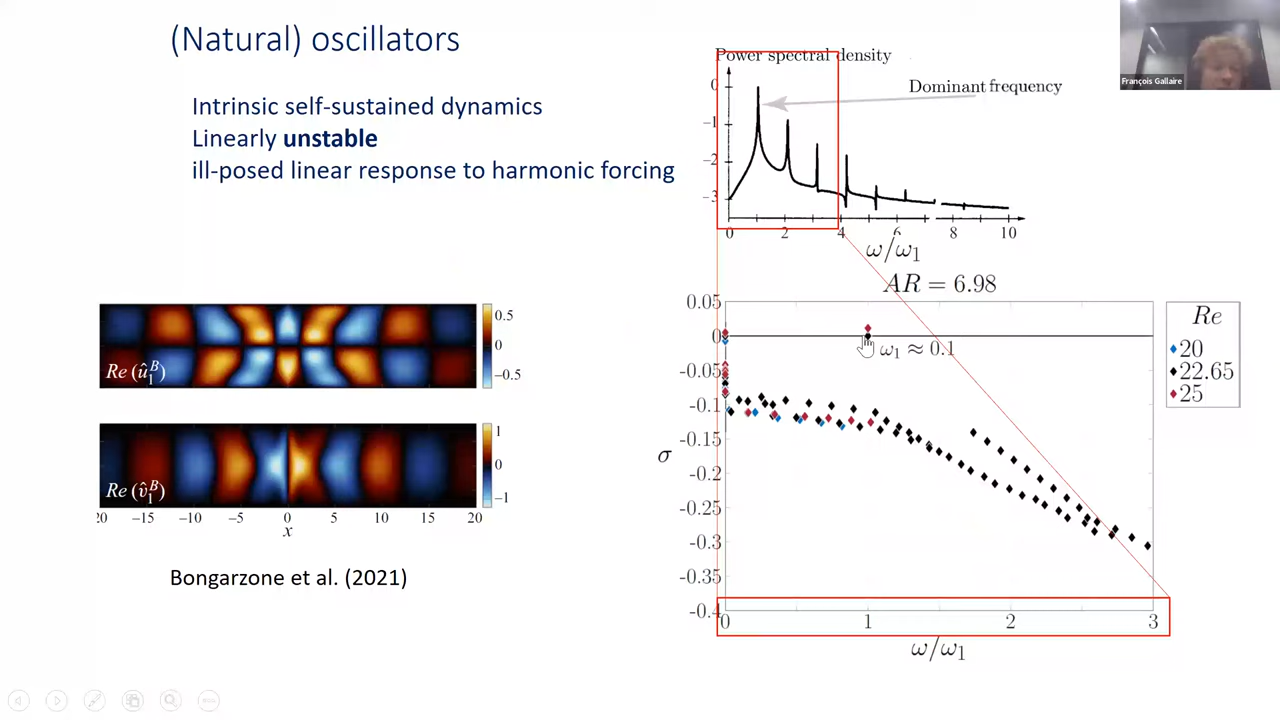 (Natural) oscillators
Intrinsic self-sustained dynamics
Linearly unstable
ill-posed linear response to harmonic forcing
Power spectral density
Dominant frequency
0
-1
-2
-3
0 2 4 6 8 10
ω/ω₁
François Gallaire
AR = 6.98
0.05
0
-0.05
-0.1
-0.15
-0.2
-0.25
-0.3
-0.35
-0.4
σ
ω₁ ≈ 0.1
0 1 2 3
ω/ω₁
Re
20
22.65
25
Re(û₁ᴮ)
0.5
0
−0.5
Re(v̂₁ᴮ)
1
0
−1
20 −15 −10 −5 0 5 10 15 20
x
Bongarzone et al. (2021)